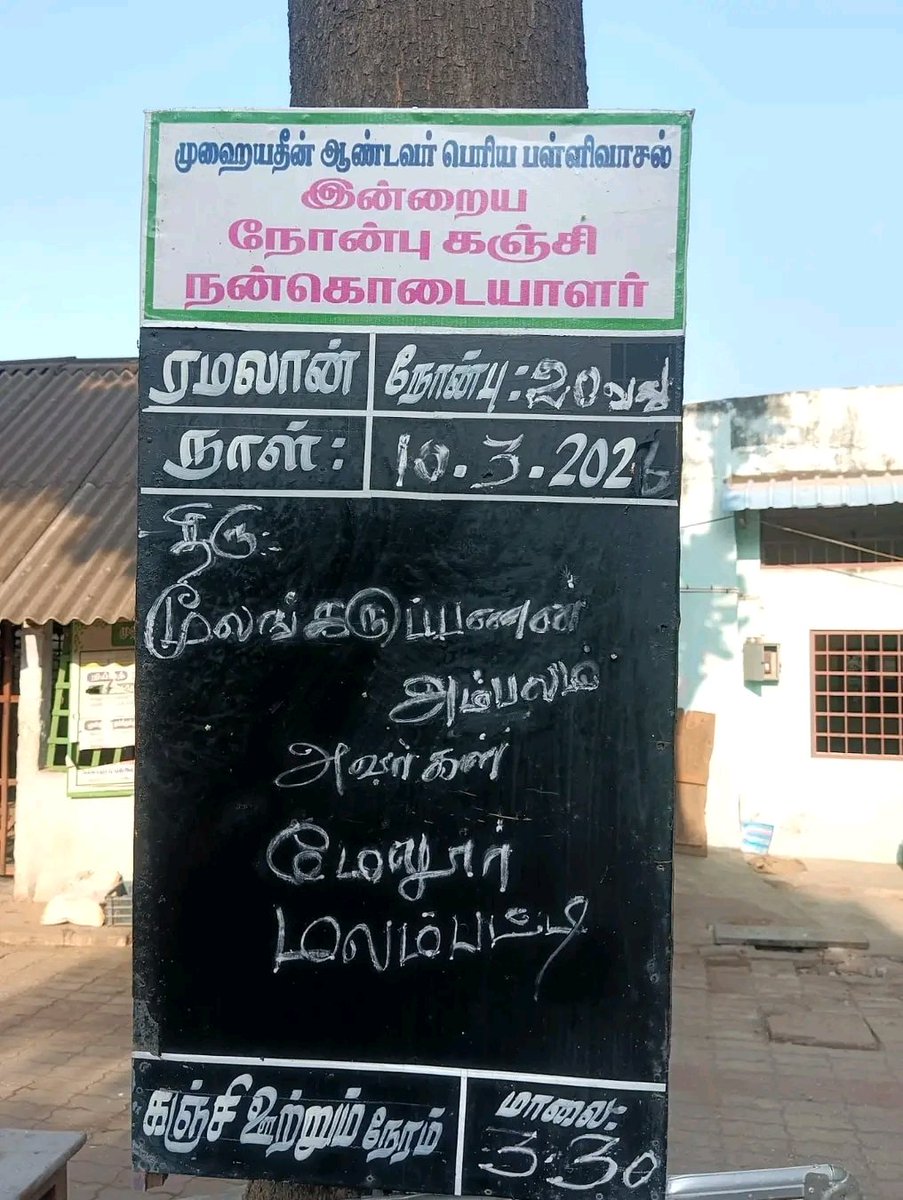 முஹையதீன் ஆண்டவர் பெரிய பள்ளிவாசல்
இன்றைய
நோன்பு கஞ்சி
நன்கொடையாளர்
ரமலான் நோன்பு: 20வது
நாள்: 10.3.2026
திரு:
மூலங்கருப்பணன்
அம்பலம்
அவர்கள்
மேலூர்
மலம்பட்டி
கஞ்சி ஊற்றும் நேரம் மாலை:
3:30